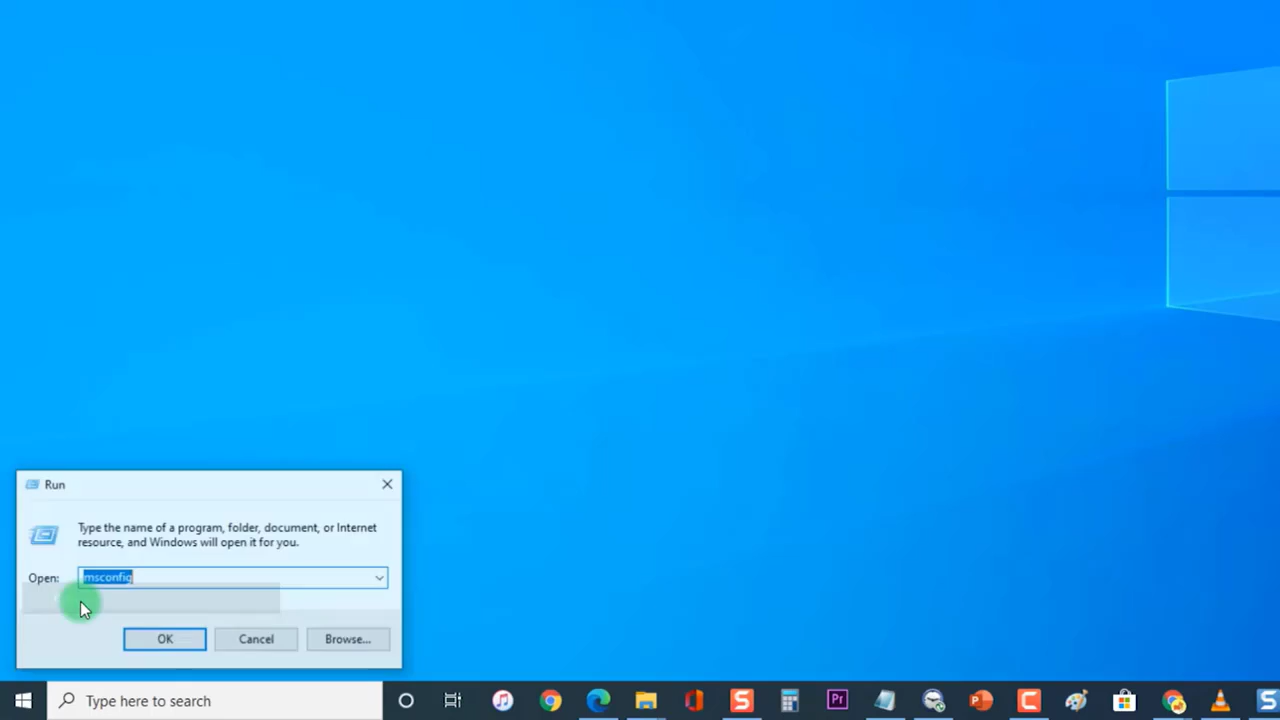 Run
Type the name of a program, folder, document, or Internet
resource, and Windows will open it for you.
Open:
msconfig
OK
Cancel
Browse...
Type here to search